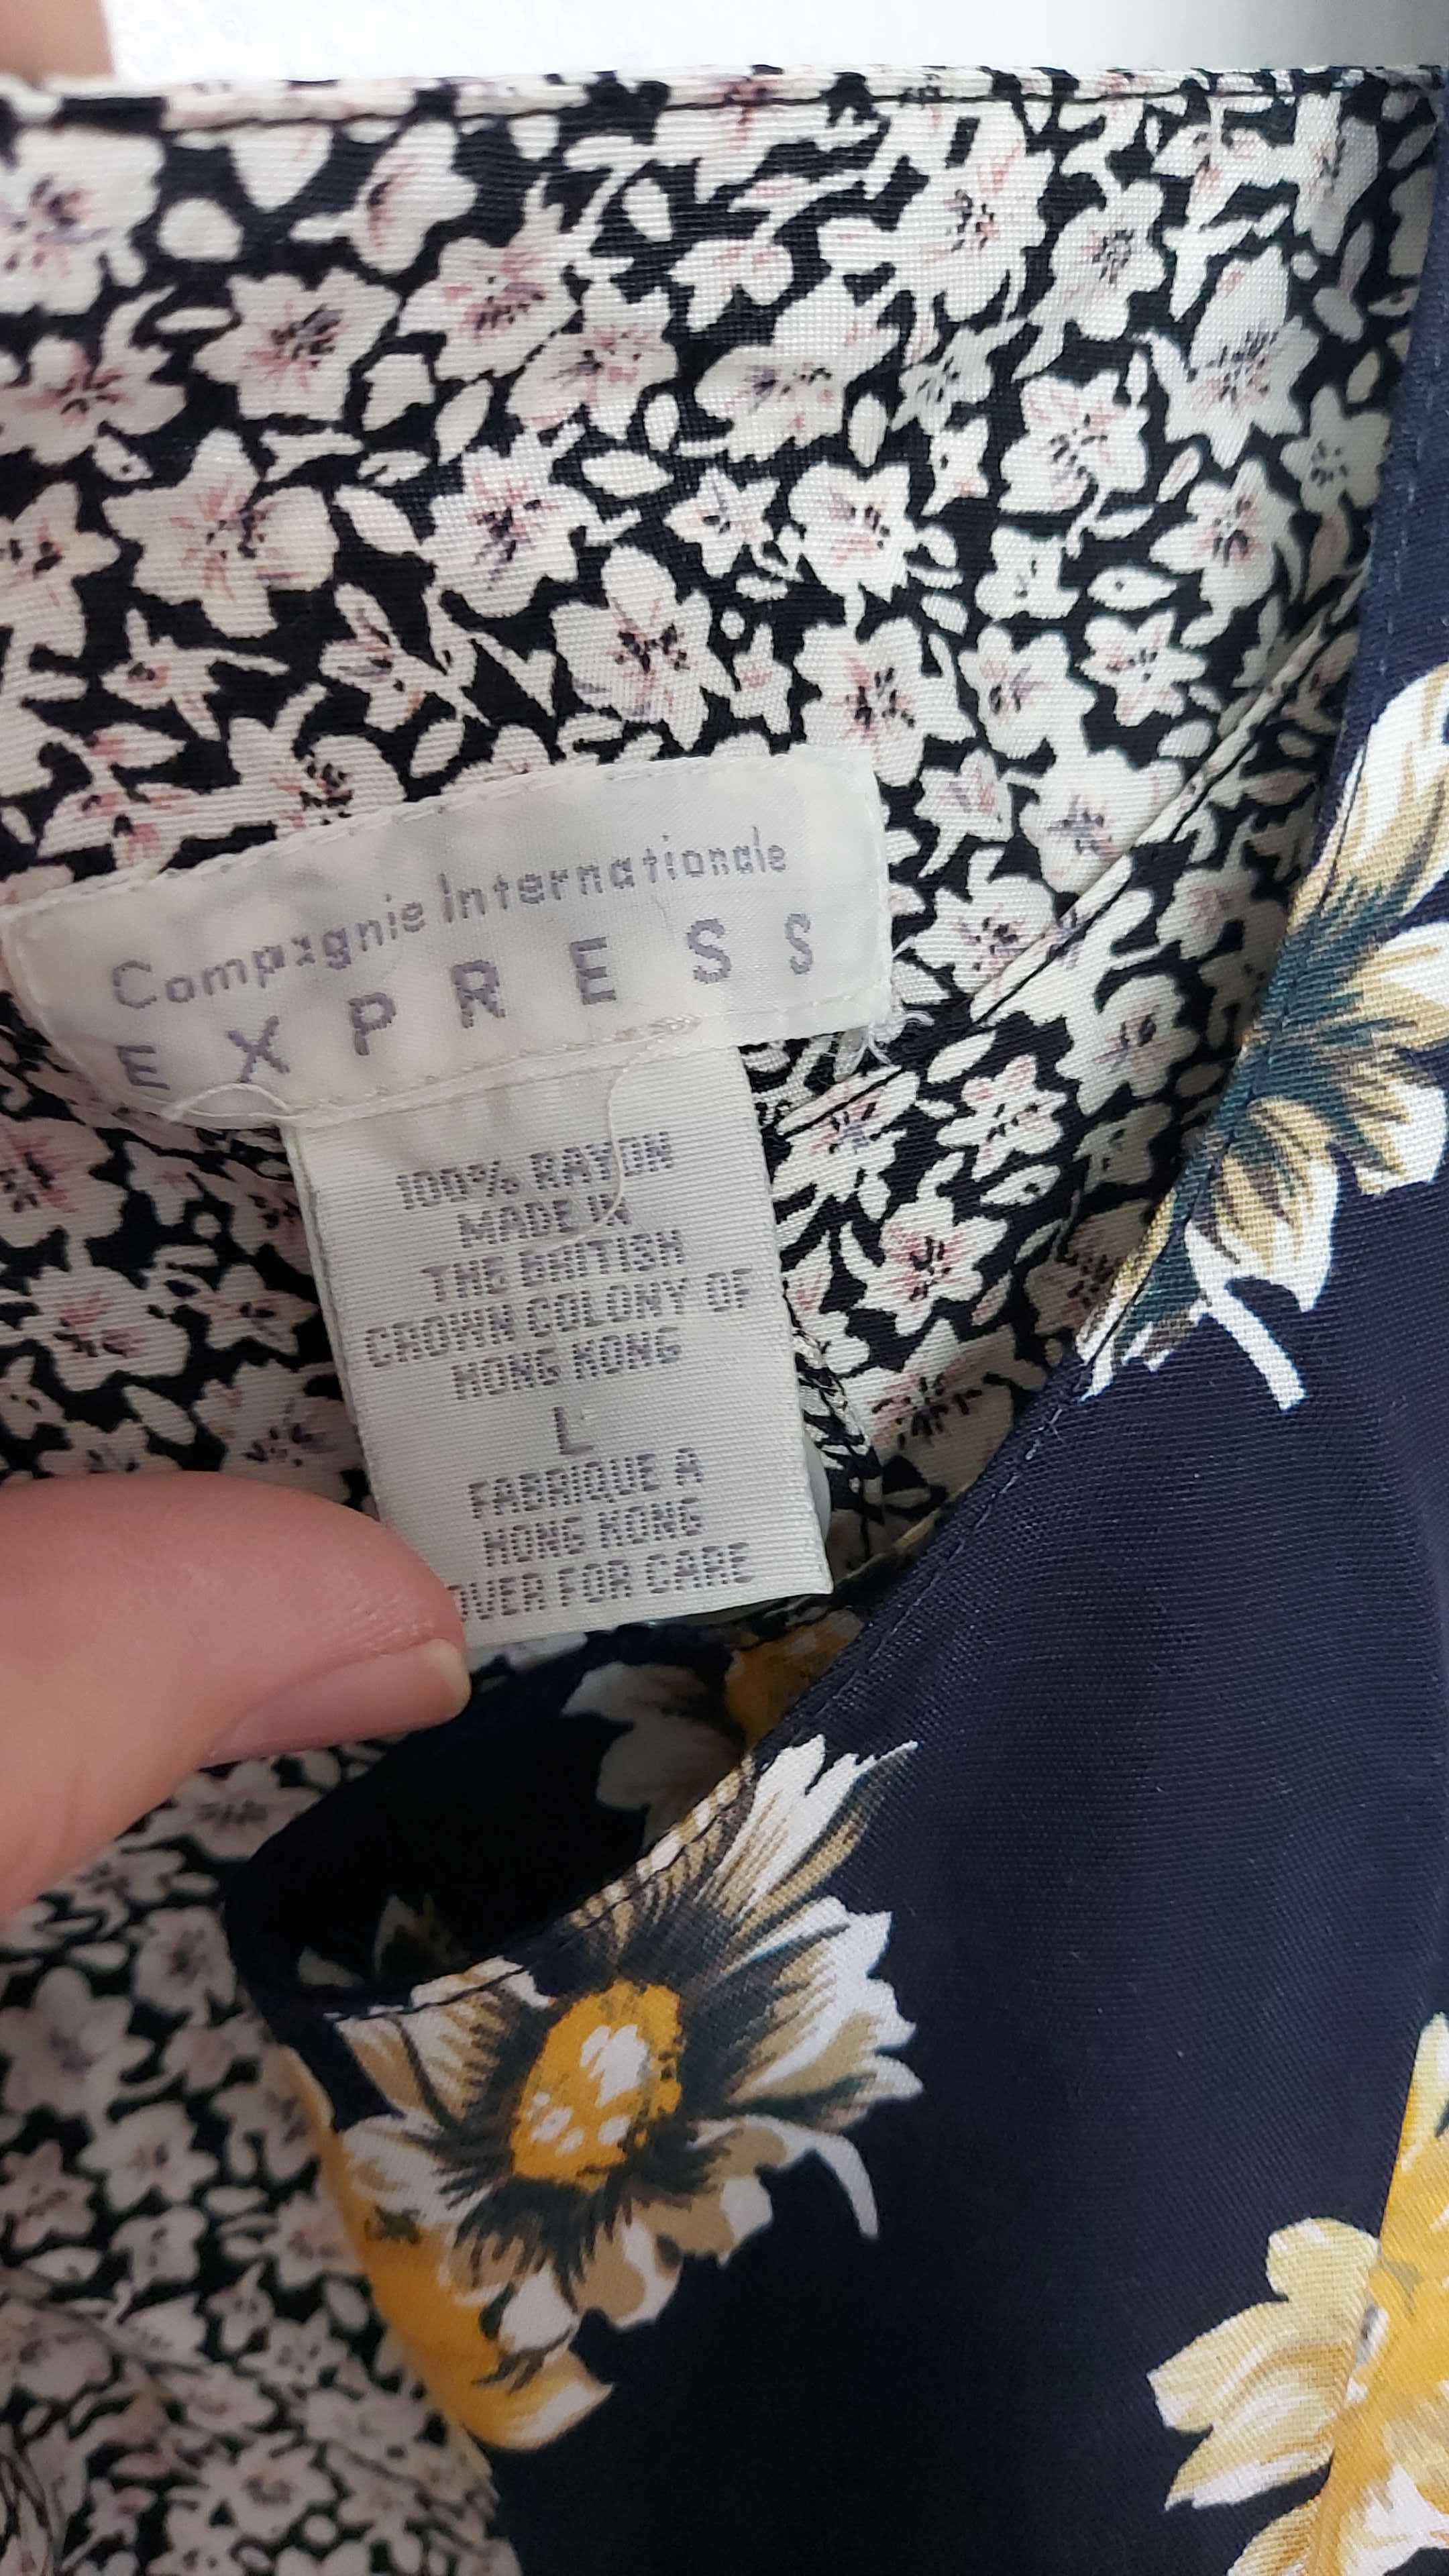 Compagnie Internationale
EXPRESS
100% RAYON
MADE IN
THE BRITISH
CROWN COLONY OF
HONG KONG
L
FABRIQUE A
HONG KONG
OVER FOR CARE